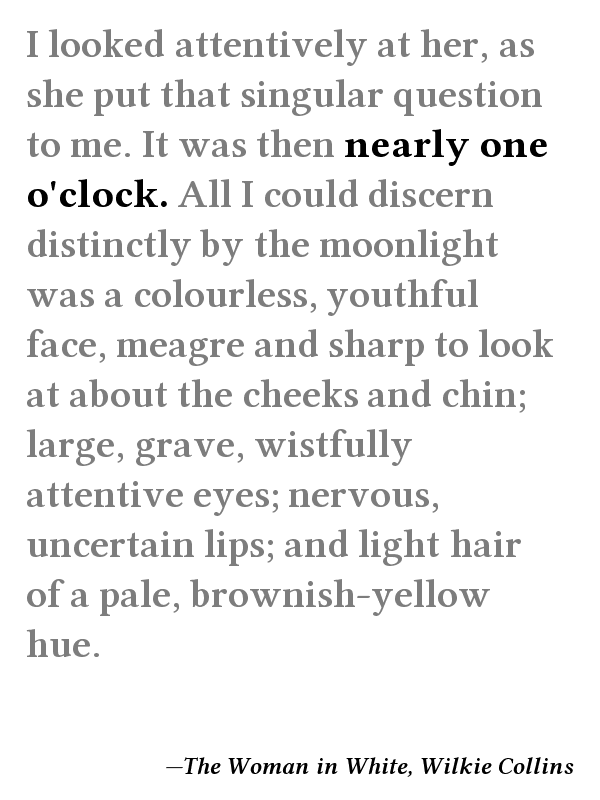 I looked attentively at her, as
she put that singular question
to me. It was then nearly one
o'clock. All I could discern
distinctly by the moonlight
was a colourless, youthful
face, meagre and sharp to look
at about the cheeks and chin;
large, grave, wistfully
attentive eyes; nervous,
uncertain lips; and light hair
of a pale, brownish-yellow
hue.
—The Woman in White, Wilkie Collins